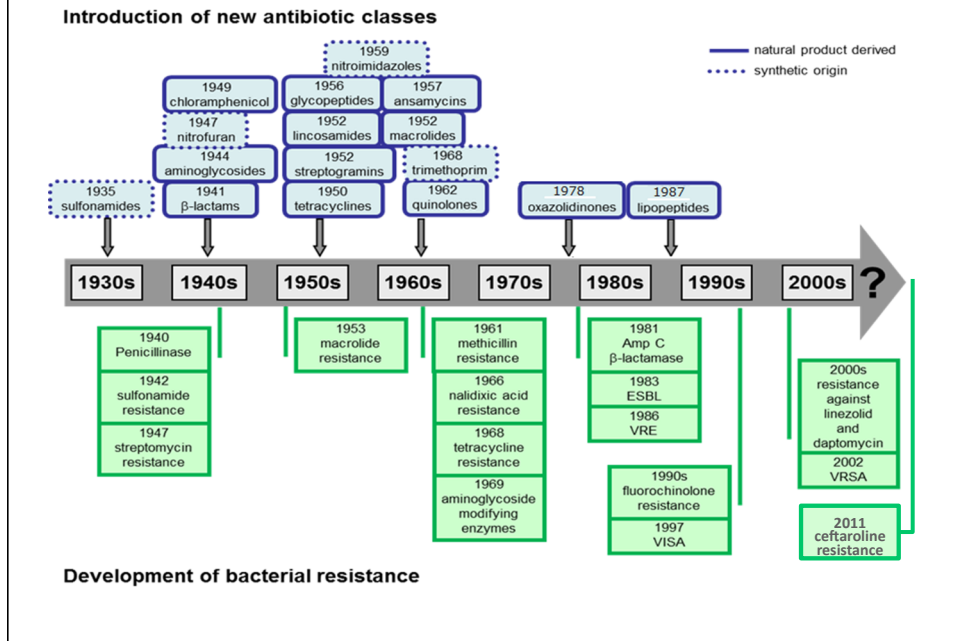 Introduction of new antibiotic classes
natural product derived
synthetic origin
1959
nitroimidazoles
1949
chloramphenicol
1956
glycopeptides
1957
ansamycins
1947
nitrofuran
1952
lincosamides
1952
macrolides
1944
aminoglycosides
1952
streptogramins
1968
trimethoprim
1935
sulfonamides
1941
β-lactams
1950
tetracyclines
1962
quinolones
1978
oxazolidinones
1987
lipopeptides
1930s
1940s
1950s
1960s
1970s
1980s
1990s
2000s
?
1940
Penicillinase
1942
sulfonamide
resistance
1947
streptomycin
resistance
1953
macrolide
resistance
1961
methicillin
resistance
1966
nalidixic acid
resistance
1968
tetracycline
resistance
1969
aminoglycoside
modifying
enzymes
1981
Amp C
β-lactamase
1983
ESBL
1986
VRE
1990s
fluorochinolone
resistance
1997
VISA
2000s
resistance
against
linezolid
and
daptomycin
2002
VRSA
2011
ceftaroline
resistance
Development of bacterial resistance